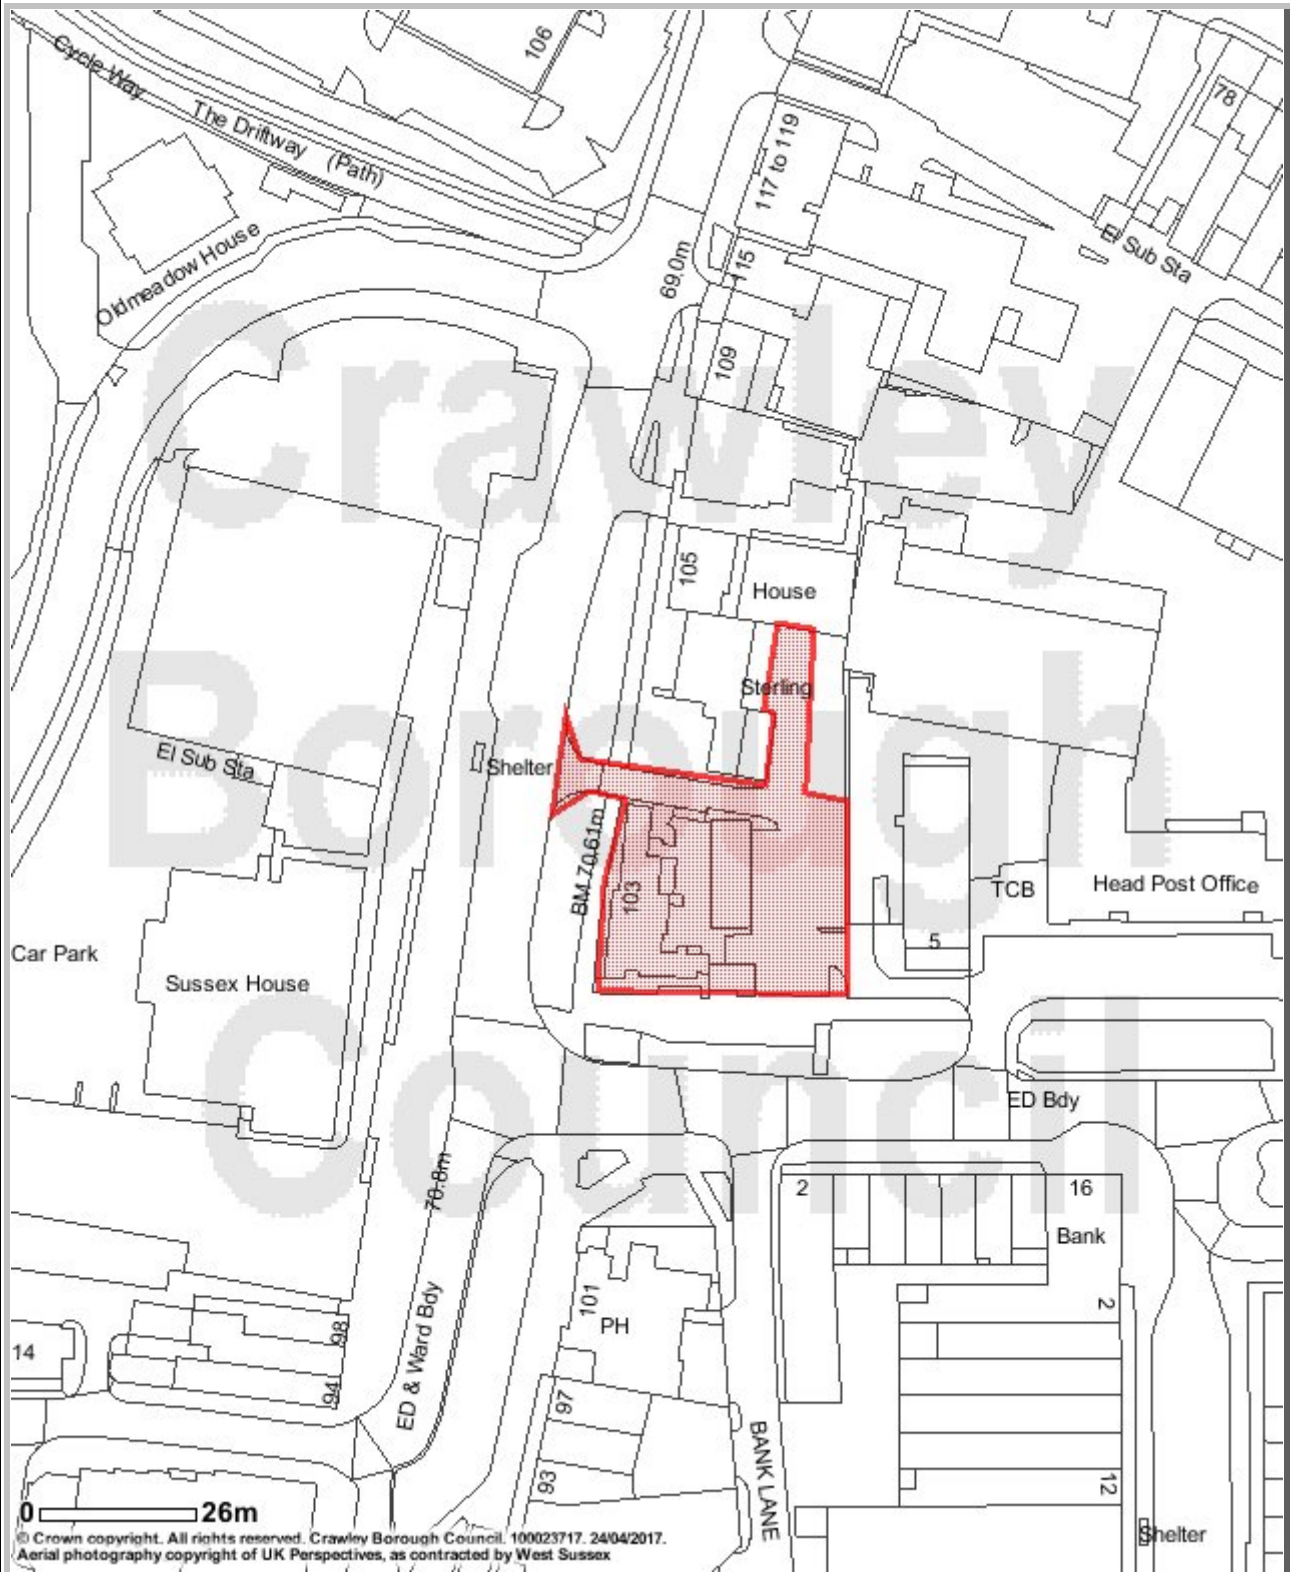 106
Cycle Way
The Driftway (Path)
78
117 to 119
Oldmeadow House
El Sub Sta
69.0m
115
109
Crawley
105
House
Sterling
Borough
Shelter
El Sub Sta
BM 70.61m
103
TCB
Head Post Office
5
Car Park
Sussex House
Council
ED Bdy
70.8m
2
16
Bank
2
101
PH
ED & Ward Bdy
98
14
94
97
93
BANK LANE
12
Shelter
0 26m
© Crown copyright. All rights reserved. Crawley Borough Council. 100023717. 24/04/2017.
Aerial photography copyright of UK Perspectives, as contracted by West Sussex